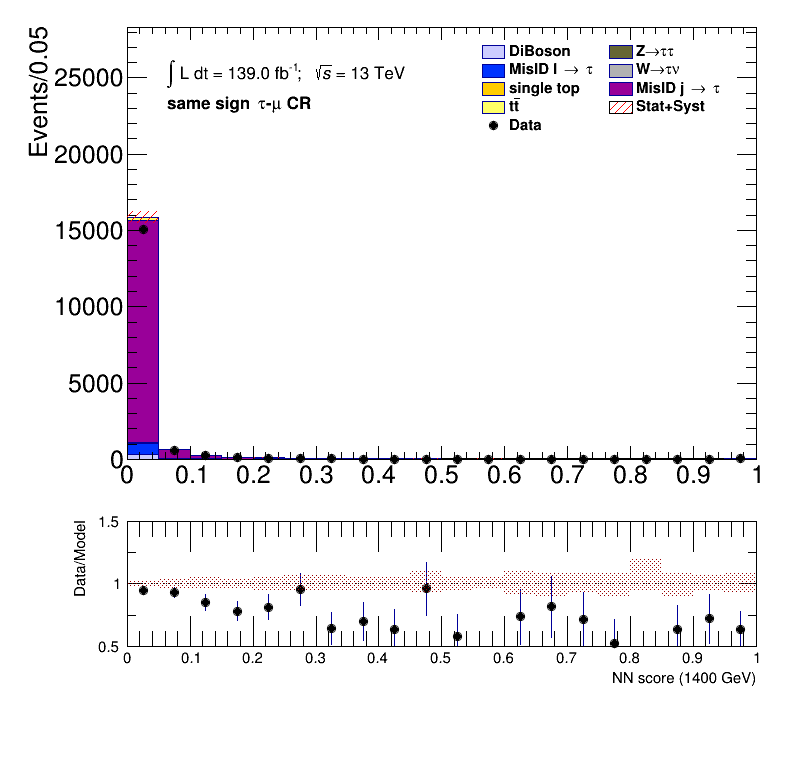 Events/0.05
25000
20000
15000
10000
5000
0
∫ L dt = 139.0 fb⁻¹; √s = 13 TeV
same sign τ-μ CR
DiBoson
MisID l → τ
single top
tt̄
Data
Z→ττ
W→τν
MisID j → τ
Stat+Syst
0 0.1 0.2 0.3 0.4 0.5 0.6 0.7 0.8 0.9 1
Data/Model
1.5
1
0.5
0 0.1 0.2 0.3 0.4 0.5 0.6 0.7 0.8 0.9 1
NN score (1400 GeV)